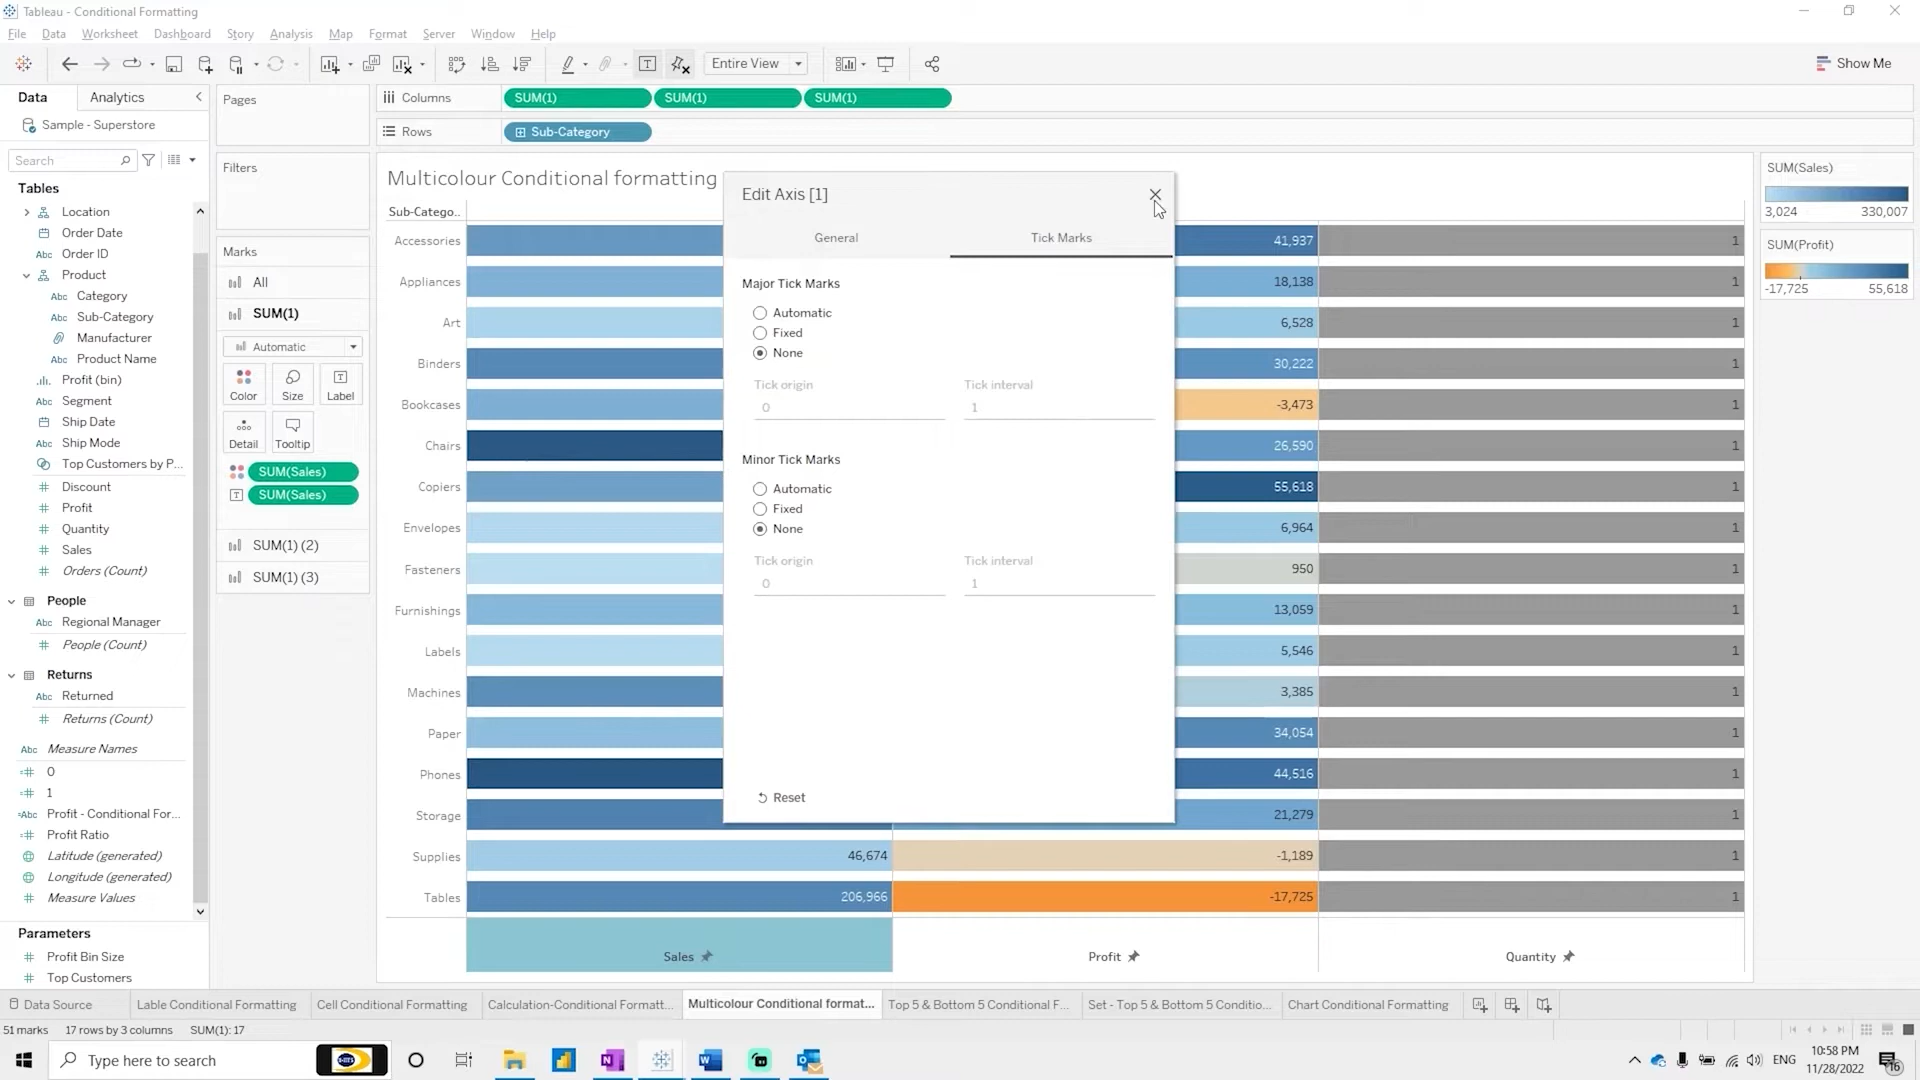 Tableau - Conditional Formatting
File Data Worksheet Dashboard Story Analysis Map Format Server Window Help
Entire View
Show Me
Data Analytics
Sample - Superstore
Search
Tables
Location
Order Date
Abc Order ID
Product
Abc Category
Abc Sub-Category
Manufacturer
Abc Product Name
Profit (bin)
Abc Segment
Ship Date
Abc Ship Mode
Top Customers by P...
# Discount
# Profit
# Quantity
# Sales
# Orders (Count)
People
Abc Regional Manager
# People (Count)
Returns
Abc Returned
# Returns (Count)
Abc Measure Names
=# 0
=# 1
=Abc Profit - Conditional For...
=# Profit Ratio
Latitude (generated)
Longitude (generated)
# Measure Values
Parameters
# Profit Bin Size
# Top Customers
Pages
Filters
Marks
All
SUM(1)
Automatic
Color Size Label
Detail Tooltip
SUM(Sales)
SUM(Sales)
SUM(1) (2)
SUM(1) (3)
Columns SUM(1) SUM(1) SUM(1)
Rows Sub-Category
Multicolour Conditional formatting
Sub-Catego..
Accessories 41,937 1
Appliances 18,138 1
Art 6,528 1
Binders 30,222 1
Bookcases -3,473 1
Chairs 26,590 1
Copiers 55,618 1
Envelopes 6,964 1
Fasteners 950 1
Furnishings 13,059 1
Labels 5,546 1
Machines 3,385 1
Paper 34,054 1
Phones 44,516 1
Storage 21,279 1
Supplies 46,674 -1,189 1
Tables 206,966 -17,725 1
Sales Profit Quantity
Edit Axis [1]
General Tick Marks
Major Tick Marks
Automatic
Fixed
None
Tick origin Tick interval
0 1
Minor Tick Marks
Automatic
Fixed
None
Tick origin Tick interval
0 1
Reset
SUM(Sales)
3,024 330,007
SUM(Profit)
-17,725 55,618
Data Source Lable Conditional Formatting Cell Conditional Formatting Calculation-Conditional Formatt... Multicolour Conditional format... Top 5 & Bottom 5 Conditional F... Set - Top 5 & Bottom 5 Conditio... Chart Conditional Formatting
51 marks 17 rows by 3 columns SUM(1): 17
Type here to search
ENG
10:58 PM
11/28/2022
16